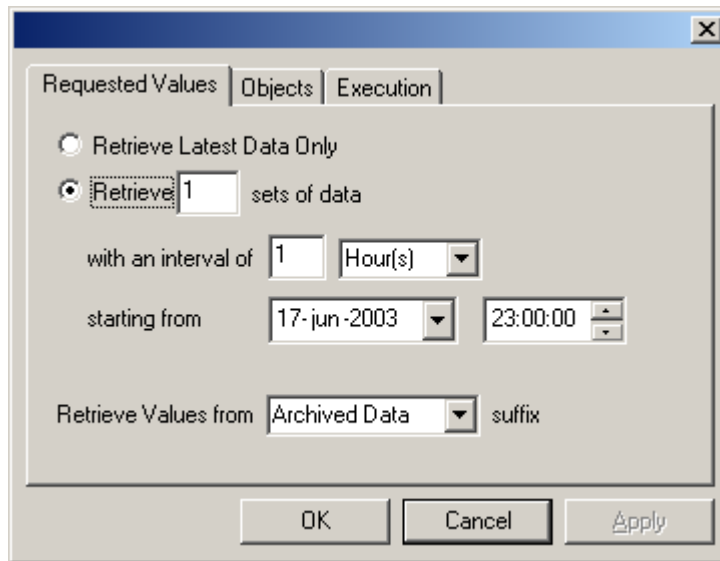 Requested Values Objects Execution
Retrieve Latest Data Only
Retrieve 1 sets of data
with an interval of 1 Hour(s)
starting from 17-jun-2003 23:00:00
Retrieve Values from Archived Data suffix
OK Cancel Apply